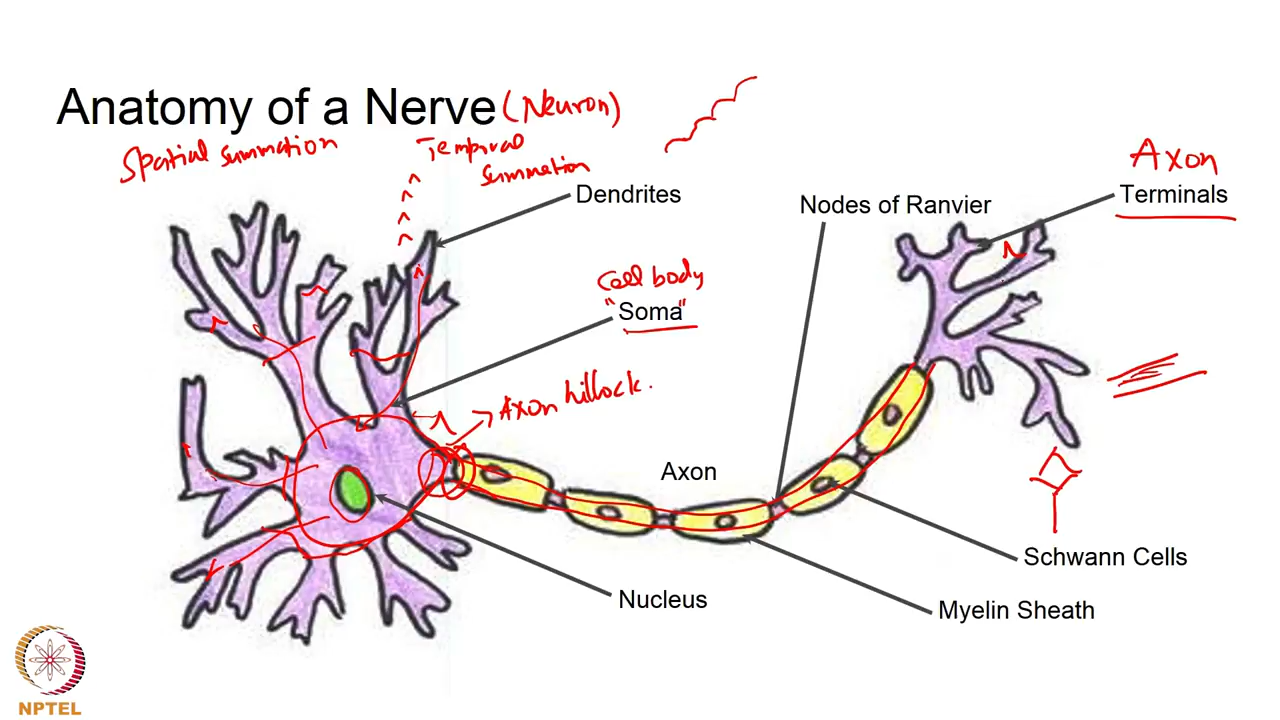 Anatomy of a Nerve (Neuron)
Spatial summation
Temporal
summation
Dendrites
Nodes of Ranvier
Axon
Terminals
Cell body
"Soma"
Axon hillock.
Axon
Schwann Cells
Nucleus
Myelin Sheath
NPTEL